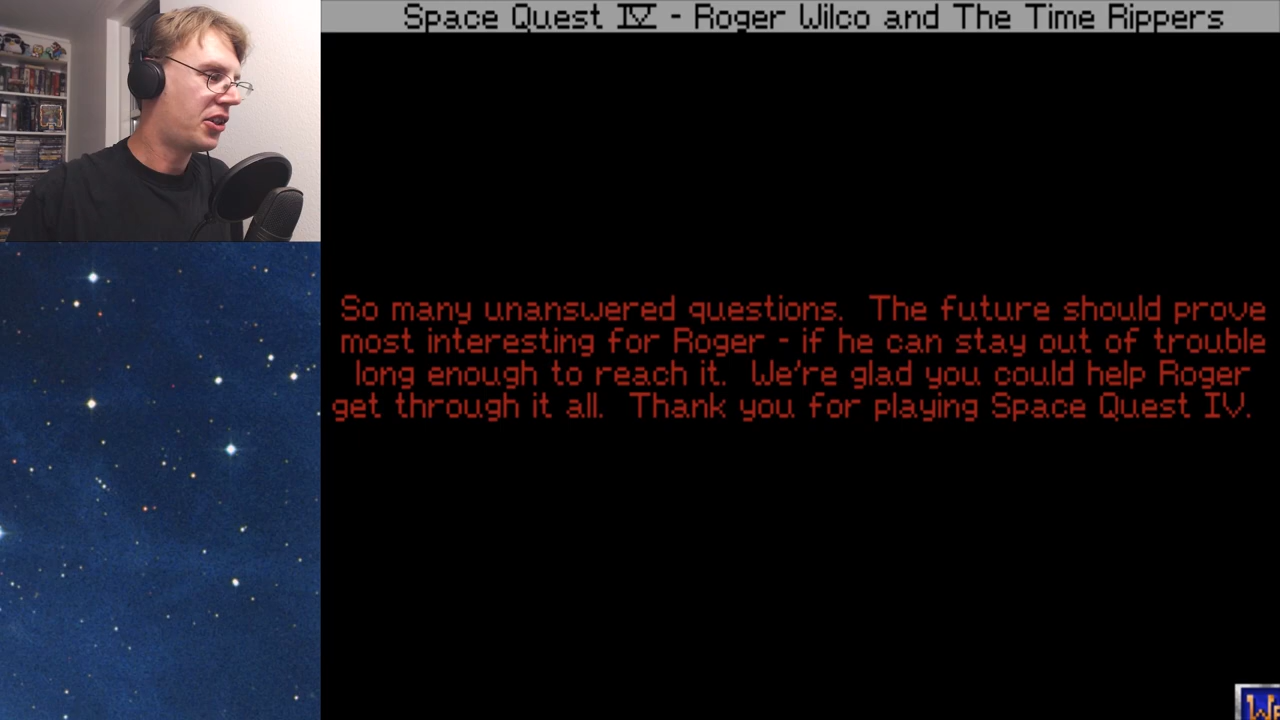 Space Quest IV - Roger Wilco and The Time Rippers
So many unanswered questions. The future should prove
most interesting for Roger - if he can stay out of trouble
long enough to reach it. We're glad you could help Roger
get through it all. Thank you for playing Space Quest IV.